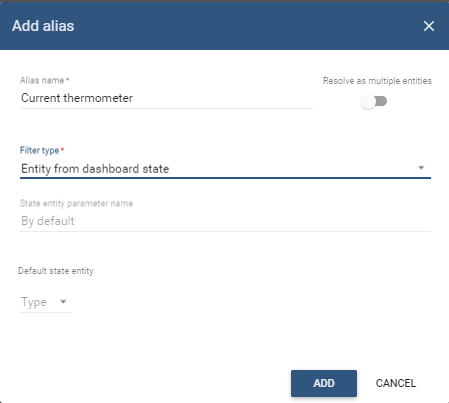 Add alias
Alias name *
Resolve as multiple entities
Current thermometer
Filter type *
Entity from dashboard state
State entity parameter name
By default
Default state entity
Type
ADD CANCEL